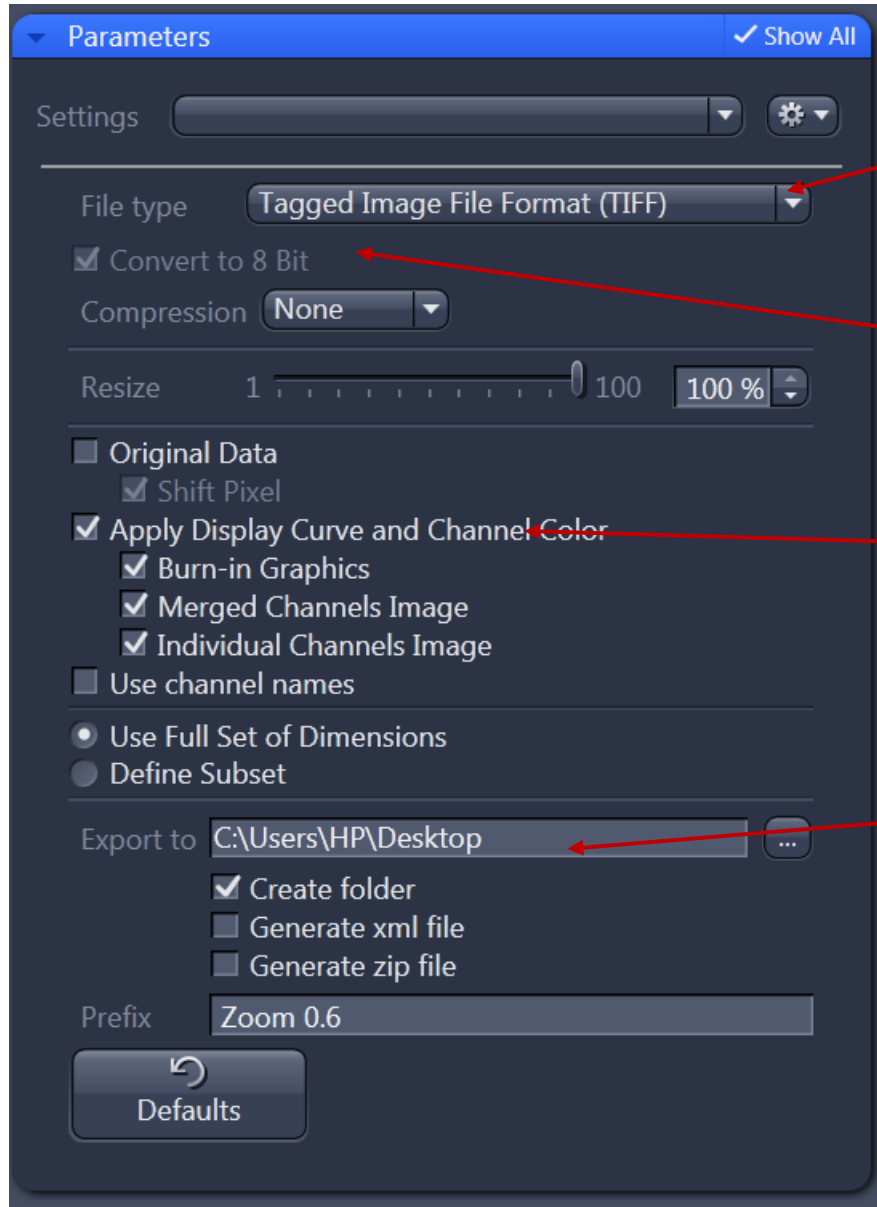 Parameters Show All
Settings
File type Tagged Image File Format (TIFF)
Convert to 8 Bit
Compression None
Resize 1 100 100 %
Original Data
Shift Pixel
Apply Display Curve and Channel Color
Burn-in Graphics
Merged Channels Image
Individual Channels Image
Use channel names
Use Full Set of Dimensions
Define Subset
Export to C:\Users\HP\Desktop ...
Create folder
Generate xml file
Generate zip file
Prefix Zoom 0.6
Defaults